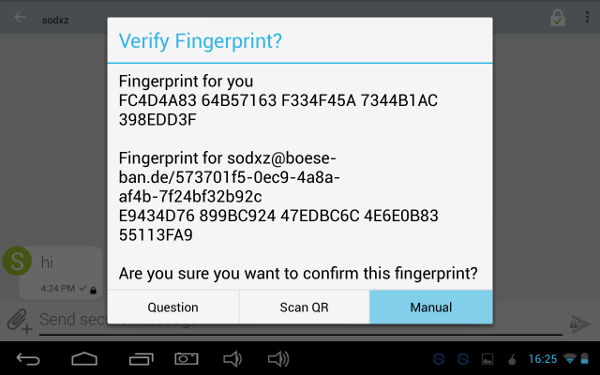 sodxz
Verify Fingerprint?
Fingerprint for you
FC4D4A83 64B57163 F334F45A 7344B1AC
398EDD3F
Fingerprint for sodxz@boese-
ban.de/573701f5-0ec9-4a8a-
af4b-7f24bf32b92c
E9434D76 899BC924 47EDBC6C 4E6E0B83
55113FA9
Are you sure you want to confirm this fingerprint?
Question Scan QR Manual
S hi
4:24 PM
Send sec
16:25